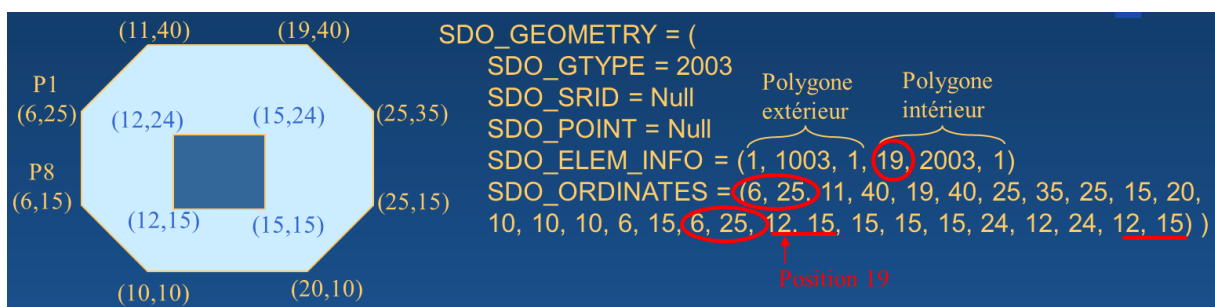 (11,40)
(19,40)
P1
(6,25)
(12,24)
(15,24)
(25,35)
P8
(6,15)
(12,15)
(15,15)
(25,15)
(10,10)
(20,10)
SDO_GEOMETRY = (
SDO_GTYPE = 2003
SDO_SRID = Null
SDO_POINT = Null
Polygone
extérieur
Polygone
intérieur
SDO_ELEM_INFO = (1, 1003, 1, 19, 2003, 1)
SDO_ORDINATES = (6, 25, 11, 40, 19, 40, 25, 35, 25, 15, 20,
10, 10, 10, 6, 15, 6, 25, 12, 15, 15, 15, 15, 24, 12, 24, 12, 15) )
Position 19